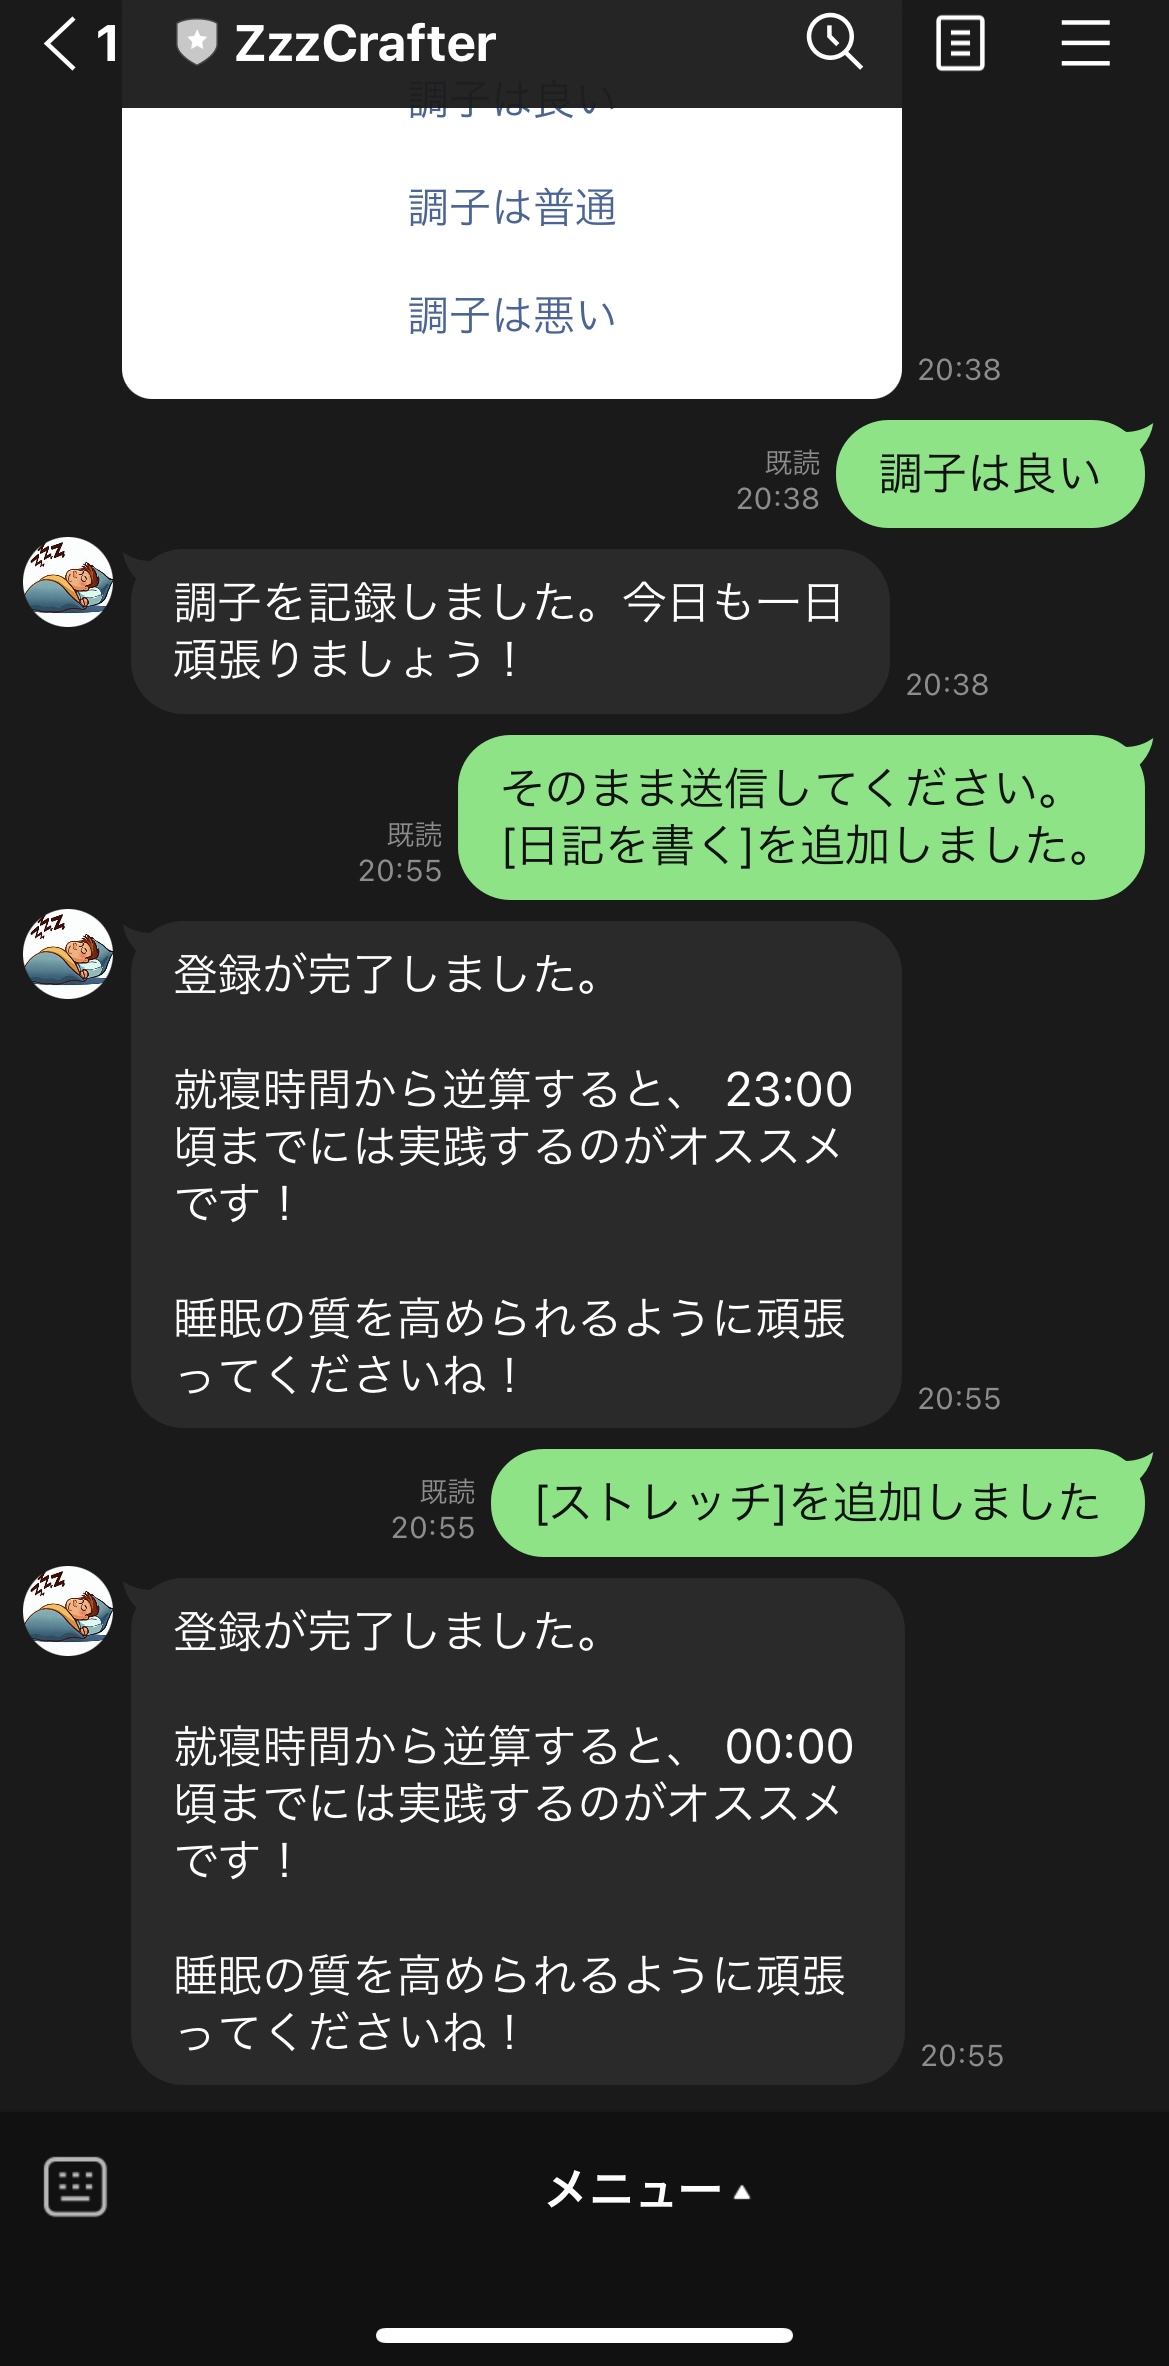 1
ZzzCrafter
調子は良い
調子は普通
調子は悪い
20:38
既読
20:38
調子は良い
ZZZ
調子を記録しました。今日も一日
頑張りましょう！
20:38
既読
20:55
そのまま送信してください。
[日記を書く]を追加しました。
ZZZ
登録が完了しました。
就寝時間から逆算すると、 23:00
頃までには実践するのがオススメ
です！
睡眠の質を高められるように頑張
ってくださいね！
20:55
既読
20:55
[ストレッチ]を追加しました
ZZZ
登録が完了しました。
就寝時間から逆算すると、 00:00
頃までには実践するのがオススメ
です！
睡眠の質を高められるように頑張
ってくださいね！
20:55
メニュー▲